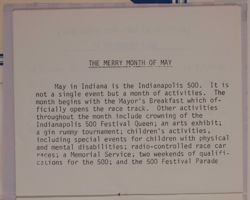 THE MERRY MONTH OF MAY
May in Indiana is the Indianapolis 500. It is
not a single event but a month of activities. The
month begins with the Mayor's Breakfast which of-
ficially opens the race track. Other activities
throughout the month include crowning of the
Indianapolis 500 Festival Queen; an arts exhibit;
a gin rummy tournament; children's activities,
including special events for children with physical
and mental disabilities; radio-controlled race car
races; a Memorial Service; two weekends of qualifi-
cations for the 500; and the 500 Festival Parade